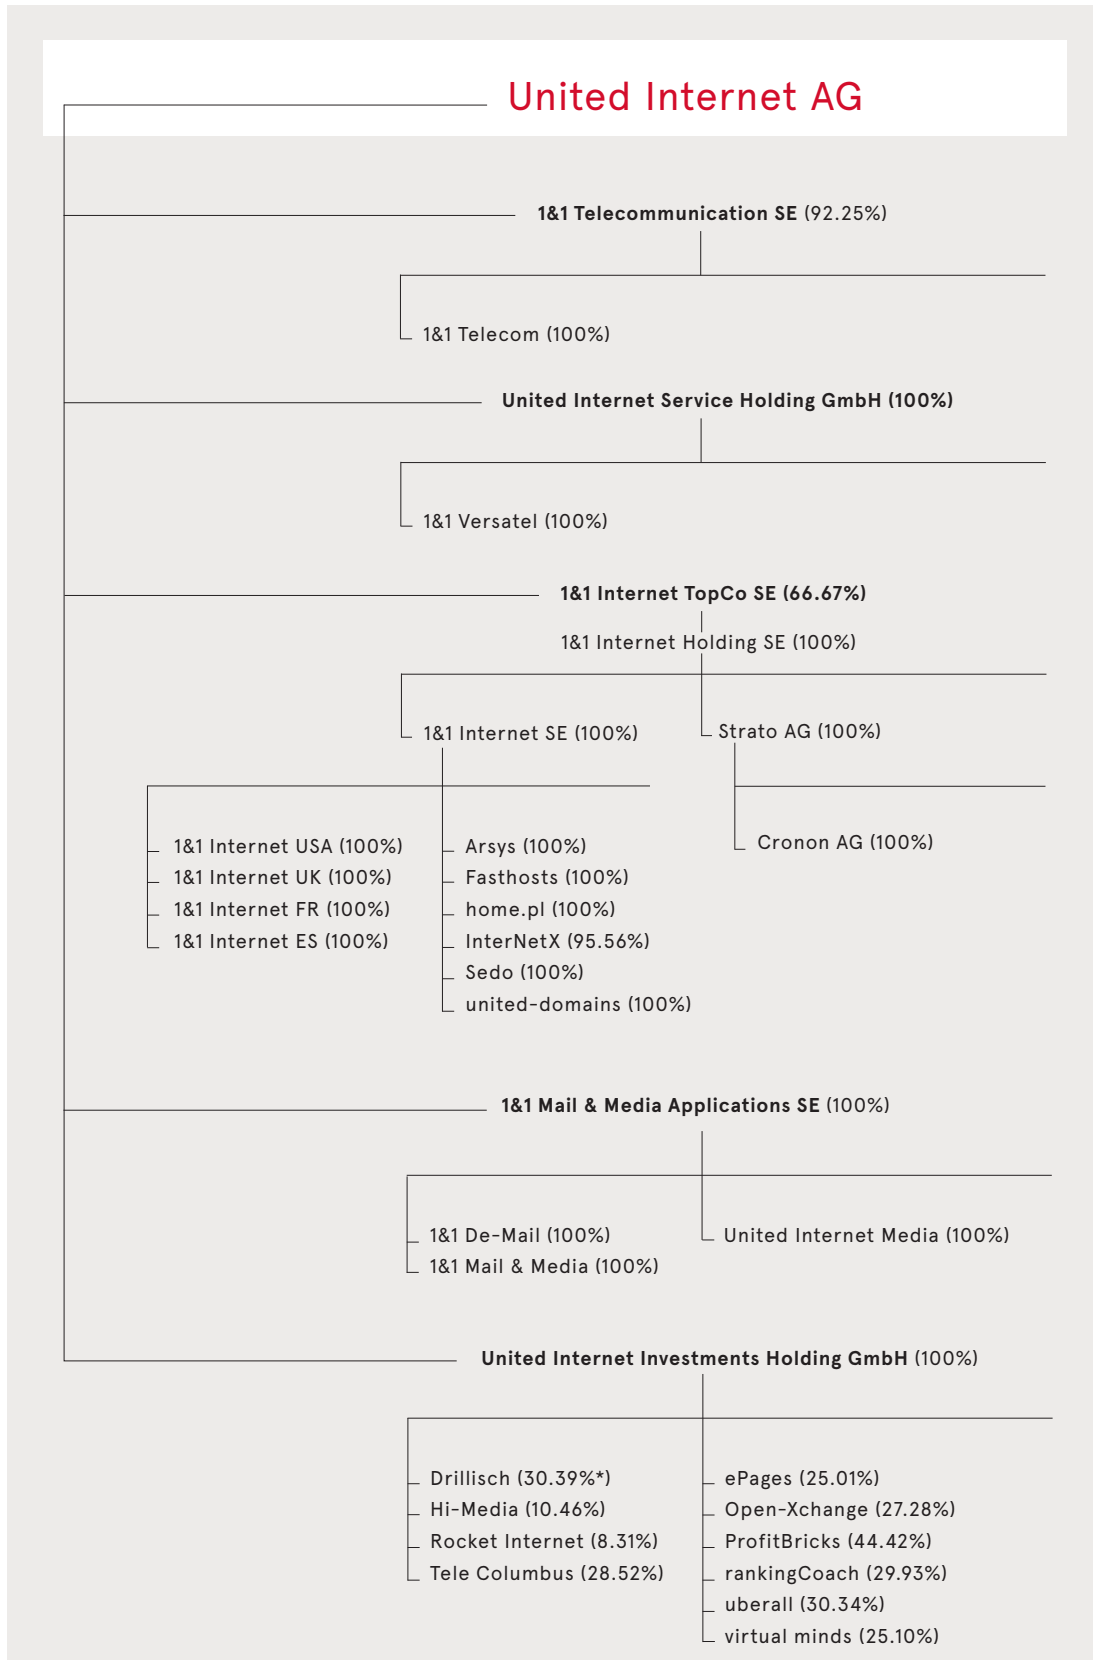 United Internet AG
1&1 Telecommunication SE (92.25%)
1&1 Telecom (100%)
United Internet Service Holding GmbH (100%)
1&1 Versatel (100%)
1&1 Internet TopCo SE (66.67%)
1&1 Internet Holding SE (100%)
1&1 Internet SE (100%)
Strato AG (100%)
1&1 Internet USA (100%)
1&1 Internet UK (100%)
1&1 Internet FR (100%)
1&1 Internet ES (100%)
Arsys (100%)
Fasthosts (100%)
home.pl (100%)
InterNetX (95.56%)
Sedo (100%)
united-domains (100%)
Cronon AG (100%)
1&1 Mail & Media Applications SE (100%)
1&1 De-Mail (100%)
1&1 Mail & Media (100%)
United Internet Media (100%)
United Internet Investments Holding GmbH (100%)
Drillisch (30.39%*)
Hi-Media (10.46%)
Rocket Internet (8.31%)
Tele Columbus (28.52%)
ePages (25.01%)
Open-Xchange (27.28%)
ProfitBricks (44.42%)
rankingCoach (29.93%)
uberall (30.34%)
virtual minds (25.10%)